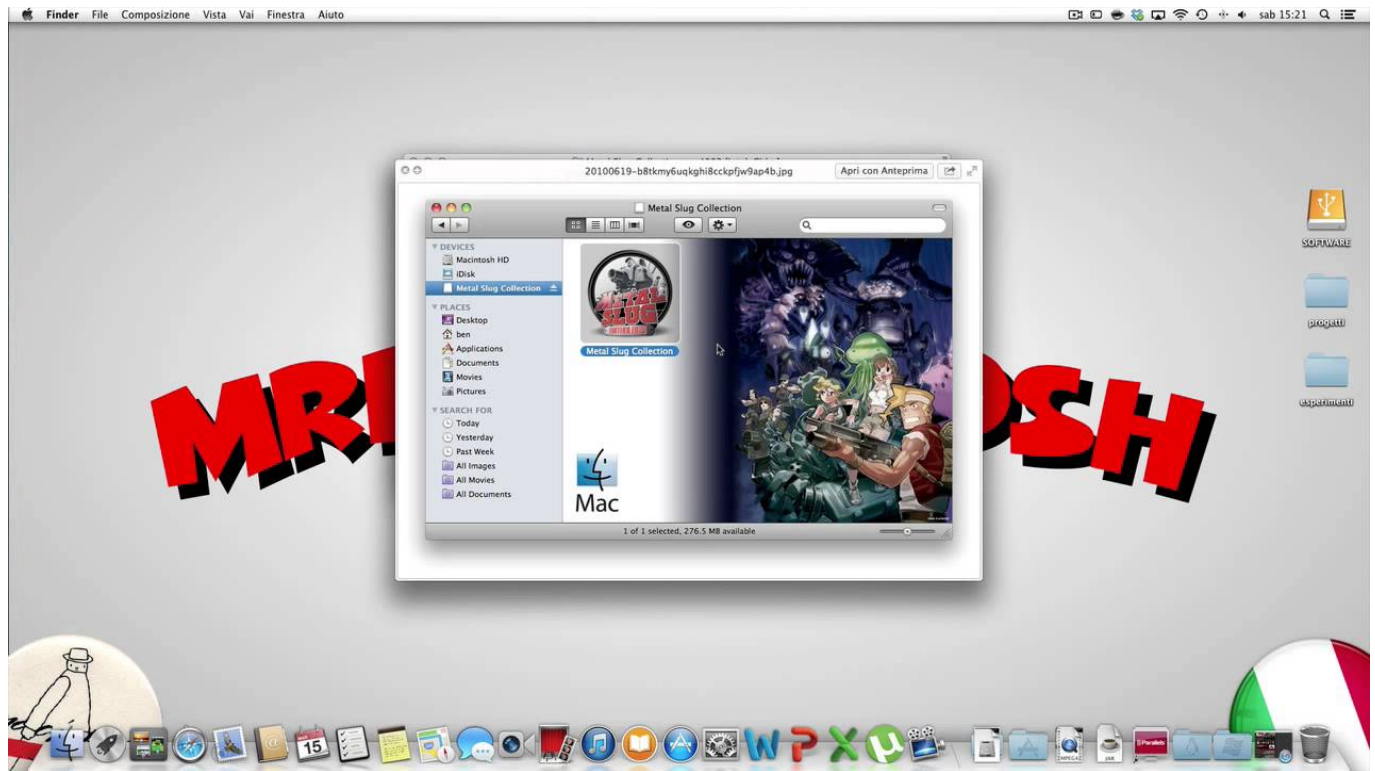 Finder File Composizione Vista Vai Finestra Aiuto
sab 15:21
20100619-b8tkmy6uqkghi8cckpfjw9ap4b.jpg
Apri con Anteprima
Metal Slug Collection
DEVICES
Macintosh HD
iDisk
Metal Slug Collection
PLACES
Desktop
ben
Applications
Documents
Movies
Pictures
SEARCH FOR
Today
Yesterday
Past Week
All Images
All Movies
All Documents
METAL
SLUG
Metal Slug Collection
Mac
1 of 1 selected, 276.5 MB available
SOFTWARE
progetti
esperimenti
MR
OSH
15
Parallels
MPEG4
JAR